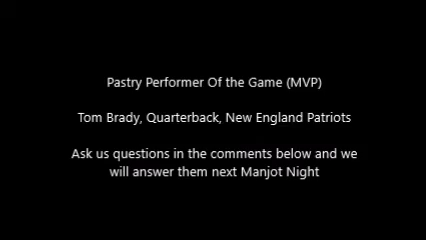 Pastry Performer Of the Game (MVP)
Tom Brady, Quarterback, New England Patriots
Ask us questions in the comments below and we
will answer them next Manjot Night